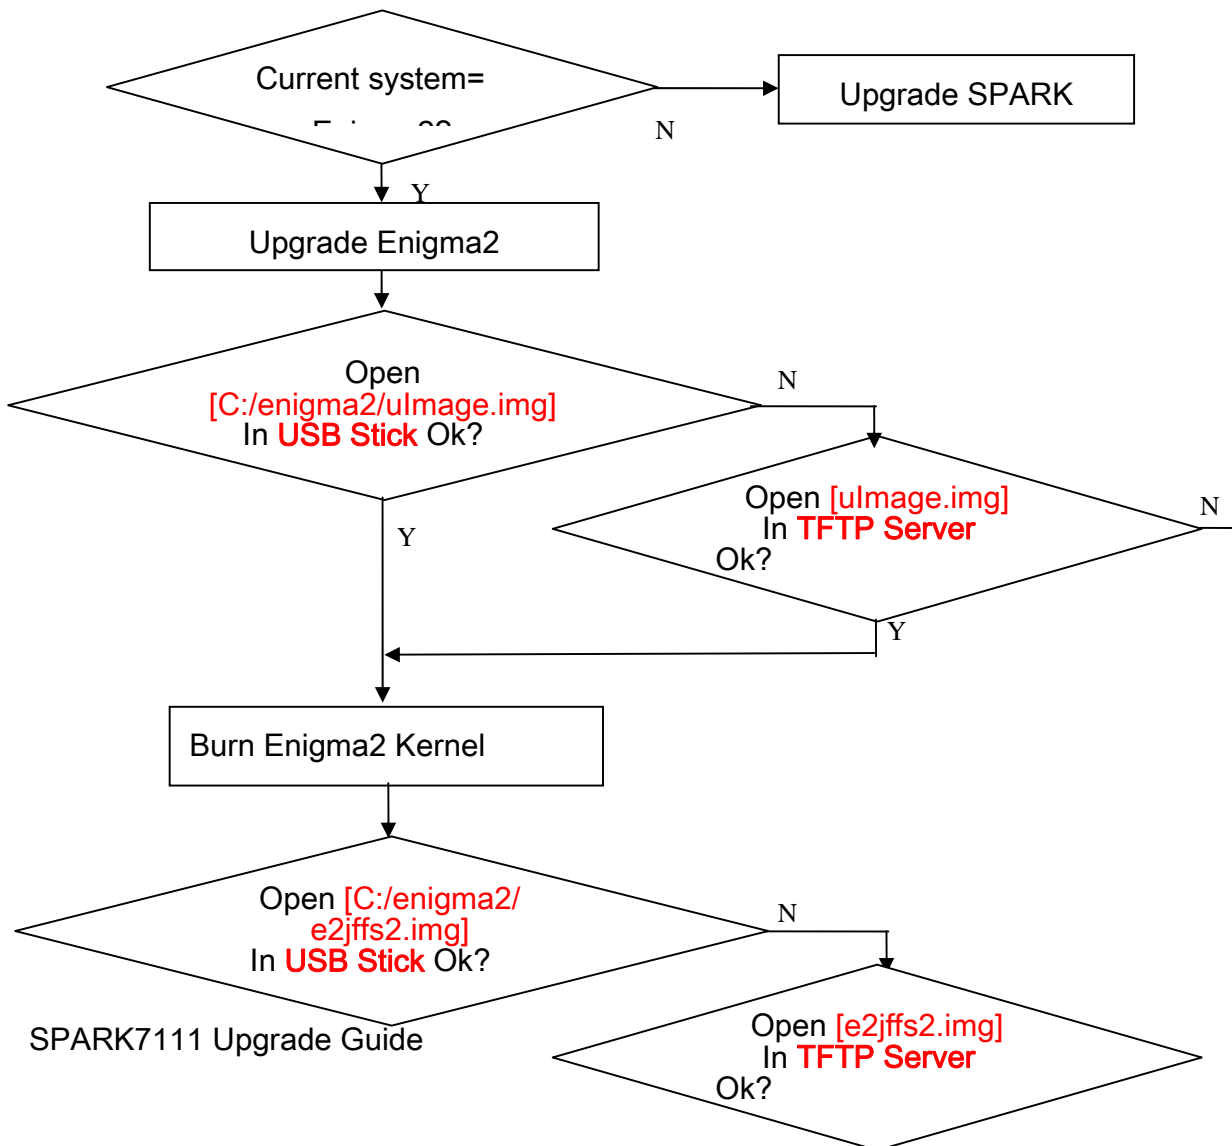 Current system=
Upgrade SPARK
N
Y
Upgrade Enigma2
Open
[C:/enigma2/uImage.img]
In USB Stick Ok?
N
Open [uImage.img]
In TFTP Server
Ok?
N
Y
Y
Burn Enigma2 Kernel
Open [C:/enigma2/
e2jffs2.img]
In USB Stick Ok?
N
SPARK7111 Upgrade Guide
Open [e2jffs2.img]
In TFTP Server
Ok?